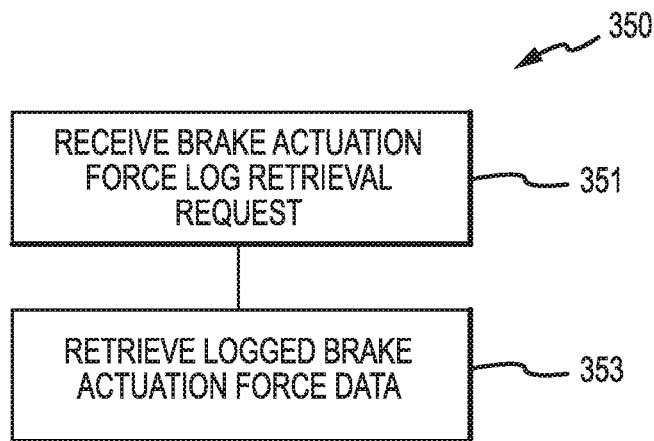 350
RECEIVE BRAKE ACTUATION
FORCE LOG RETRIEVAL
REQUEST
351
RETRIEVE LOGGED BRAKE
ACTUATION FORCE DATA
353